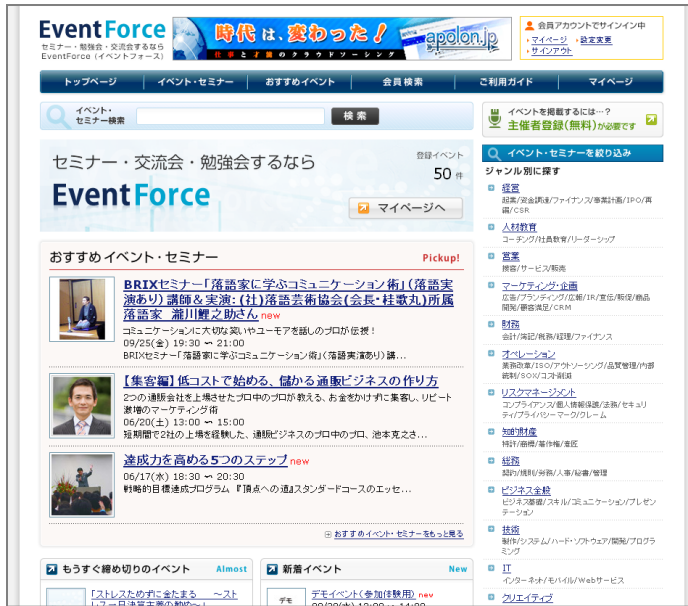 EventForce
セミナー・勉強会・交流会するなら
EventForce (イベントフォース)
時代は、変わった!
仕事と才能のクラウドソーシング
apolon.jp
会員アカウントでサインイン中
マイページ 設定変更
サインアウト
トップページ
イベント・セミナー
おすすめイベント
会員検索
ご利用ガイド
マイページ
イベント・
セミナー検索
検索
イベントを掲載するには…?
主催者登録(無料)が必要です
セミナー・交流会・勉強会するなら
EventForce
登録イベント
50 件
マイページへ
おすすめイベント・セミナー
Pickup!
BRIXセミナー「落語家に学ぶコミュニケーション術」(落語実
演あり) 講師&実演: (社)落語芸術協会(会長・桂歌丸)所属
落語家 瀧川鯉之助さん new
コミュニケーションに大切な笑いやユーモアを話しのプロが伝授!
09/25(金) 19:30 ~ 21:00
BRIXセミナー「落語家に学ぶコミュニケーション術」(落語実演あり) 講...
【集客編】低コストで始める、儲かる通販ビジネスの作り方
2つの通販会社を上場させたプロ中のプロが教える、お金をかけずに集客し、リピート
激増のマーケティング術
06/20(土) 13:00 ~ 15:00
短期間で2社の上場を経験した、通販ビジネスのプロ中のプロ、池本克之さ...
達成力を高める5つのステップ new
06/17(水) 18:30 ~ 20:30
戦略的目標達成プログラム 『頂点への道』スタンダードコースのエッセ...
おすすめイベント・セミナーをもっと見る
もうすぐ締め切りのイベント Almost
「ストレスためずに金たまる ～スト
レス一日決算主義の勧め～」
新着イベント New
デモ
デモイベント(参加体験用) new
イベント・セミナーを絞り込み
ジャンル別に探す
経営
起業/資金調達/ファイナンス/事業計画/IPO/再
編/CSR
人材教育
コーチング/社員教育/リーダーシップ
営業
接客/サービス/販売
マーケティング・企画
広告/ブランディング/広報/IR/宣伝/販促/商品
開発/顧客満足/CRM
財務
会計/簿記/税務/経理/ファイナンス
オペレーション
業務改革/ISO/アウトソーシング/品質管理/内部
統制/SOX/コスト削減
リスクマネージメント
コンプライアンス/個人情報保護/法務/セキュリ
ティ/プライバシーマーク/クレーム
知的財産
特許/商標/著作権/意匠
総務
契約/規則/労務/人事/秘書/管理
ビジネス全般
ビジネス基礎/スキル/コミュニケーション/プレゼン
テーション
技術
製作/システム/ハード・ソフトウェア/開発/プログラ
ミング
IT
インターネット/モバイル/Webサービス
クリエイティブ